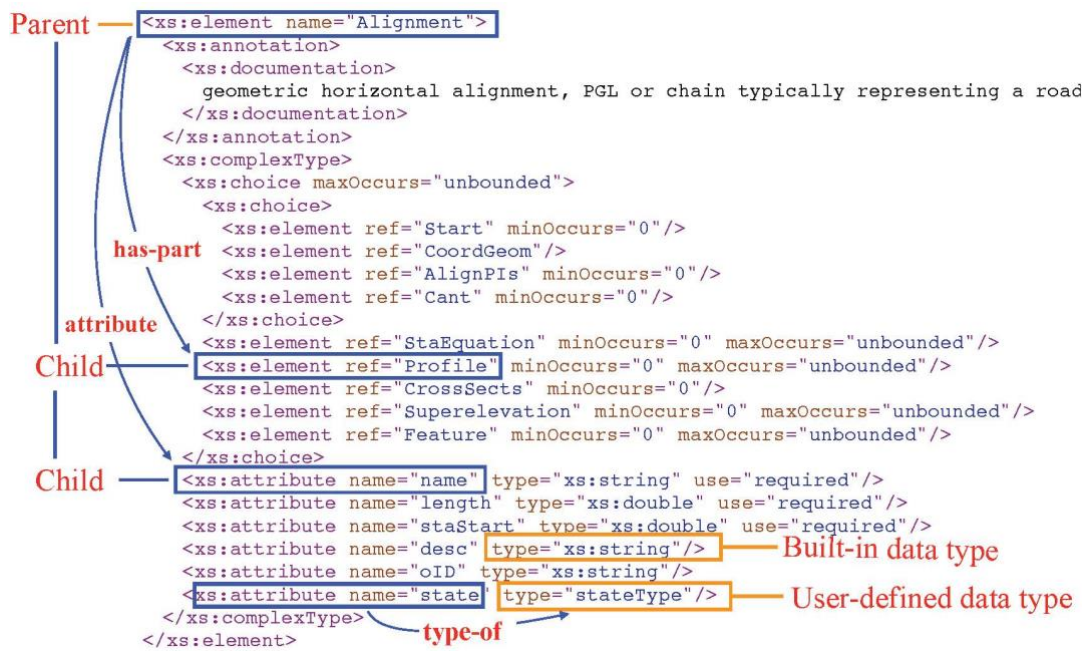 Parent <xs:element name="Alignment">
<xs:annotation>
<xs:documentation>
geometric horizontal alignment, PGL or chain typically representing a road
</xs:documentation>
</xs:annotation>
<xs:complexType>
<xs:choice maxOccurs="unbounded">
<xs:choice>
<xs:element ref="Start" minOccurs="0"/>
has-part <xs:element ref="CoordGeom"/>
<xs:element ref="AlignPIs" minOccurs="0"/>
<xs:element ref="Cant" minOccurs="0"/>
attribute </xs:choice>
<xs:element ref="StaEquation" minOccurs="0" maxOccurs="unbounded"/>
Child <xs:element ref="Profile" minOccurs="0" maxOccurs="unbounded"/>
<xs:element ref="CrossSects" minOccurs="0"/>
<xs:element ref="Superelevation" minOccurs="0" maxOccurs="unbounded"/>
<xs:element ref="Feature" minOccurs="0" maxOccurs="unbounded"/>
</xs:choice>
Child <xs:attribute name="name" type="xs:string" use="required"/>
<xs:attribute name="length" type="xs:double" use="required"/>
<xs:attribute name="staStart" type="xs:double" use="required"/>
<xs:attribute name="desc" type="xs:string"/> Built-in data type
<xs:attribute name="oID" type="xs:string"/>
<xs:attribute name="state" type="stateType"/> User-defined data type
</xs:complexType> type-of
</xs:element>